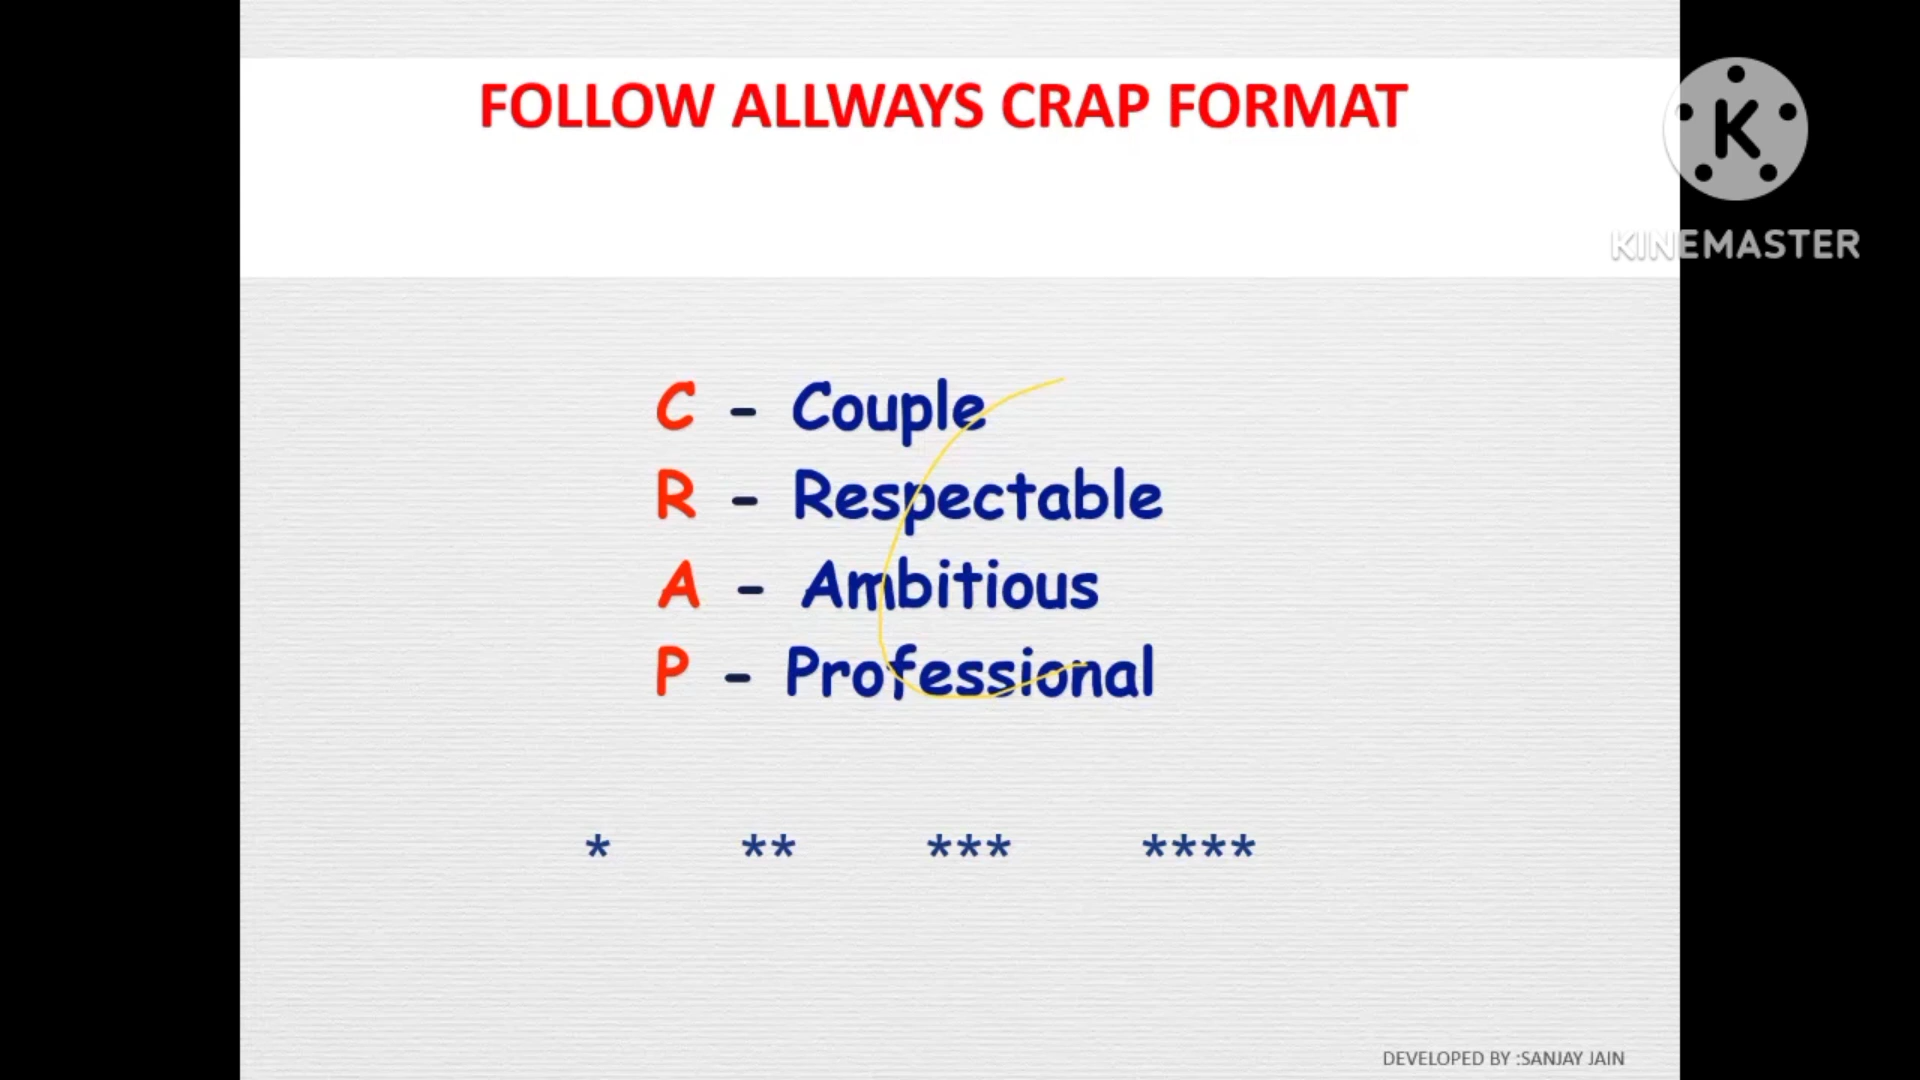 FOLLOW ALLWAYS CRAP FORMAT
K
KINEMASTER
C - Couple
R - Respectable
A - Ambitious
P - Professional
* ** *** ****
DEVELOPED BY :SANJAY JAIN